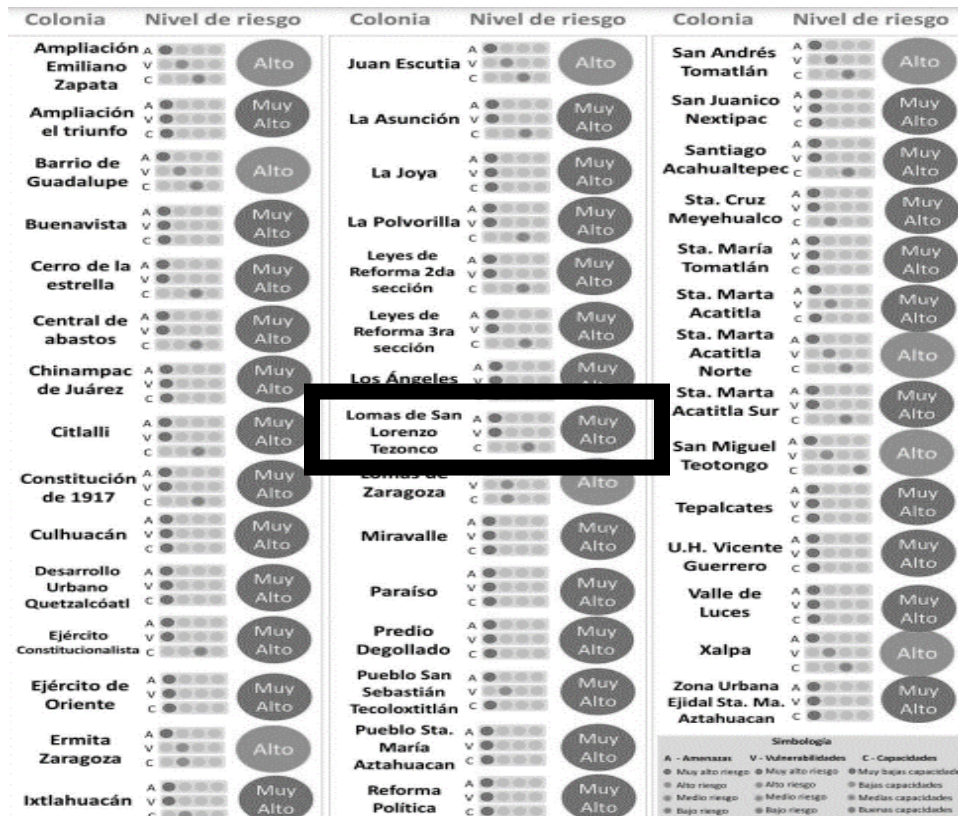 Colonia Nivel de riesgo
Ampliación
Emiliano
Zapata
A
V
C
Alto
Ampliación
el triunfo
A
V
C
Muy
Alto
Barrio de
Guadalupe
A
V
C
Alto
Buenavista
A
V
C
Muy
Alto
Cerro de la
estrella
A
V
C
Muy
Alto
Central de
abastos
A
V
C
Muy
Alto
Chinampac
de Juárez
A
V
C
Muy
Alto
Citlalli
A
V
C
Muy
Alto
Constitución
de 1917
A
V
C
Muy
Alto
Culhuacán
A
V
C
Muy
Alto
Desarrollo
Urbano
Quetzalcóatl
A
V
C
Muy
Alto
Ejército
Constitucionalista
A
V
C
Muy
Alto
Ejército de
Oriente
A
V
C
Muy
Alto
Ermita
Zaragoza
A
V
C
Alto
Ixtlahuacán
A
V
C
Muy
Alto
Colonia Nivel de riesgo
Juan Escutia
A
V
C
Alto
La Asunción
A
V
C
Muy
Alto
La Joya
A
V
C
Muy
Alto
La Polvorilla
A
V
C
Muy
Alto
Leyes de
Reforma 2da
sección
A
V
C
Muy
Alto
Leyes de
Reforma 3ra
sección
A
V
C
Muy
Alto
Los Ángeles
A
V
Muy
Alto
Lomas de San
Lorenzo
Tezonco
A
V
C
Muy
Alto
Lomas de
Zaragoza
V
C
Alto
Miravalle
A
V
C
Muy
Alto
Paraíso
A
V
C
Muy
Alto
Predio
Degollado
A
V
C
Muy
Alto
Pueblo San
Sebastián
Tecoloxtitlán
A
V
C
Muy
Alto
Pueblo Sta.
María
Aztahuacan
A
V
C
Muy
Alto
Reforma
Política
A
V
C
Muy
Alto
Colonia Nivel de riesgo
San Andrés
Tomatlán
A
V
C
Alto
San Juanico
Nextipac
A
V
C
Muy
Alto
Santiago
Acahualtepec
A
V
C
Muy
Alto
Sta. Cruz
Meyehualco
A
V
C
Muy
Alto
Sta. María
Tomatlán
A
V
C
Muy
Alto
Sta. Marta
Acatitla
A
V
C
Muy
Alto
Sta. Marta
Acatitla
Norte
A
V
C
Alto
Sta. Marta
Acatitla Sur
A
V
C
Muy
Alto
San Miguel
Teotongo
A
V
C
Alto
Tepalcates
A
V
C
Muy
Alto
U.H. Vicente
Guerrero
A
V
C
Muy
Alto
Valle de
Luces
A
V
C
Muy
Alto
Xalpa
A
V
C
Alto
Zona Urbana
Ejidal Sta. Ma.
Aztahuacan
A
V
C
Muy
Alto
Simbología
A - Amenazas V - Vulnerabilidades C - Capacidades
Muy alto riesgo Muy alto riesgo Muy bajas capacidade
Alto riesgo Alto riesgo Bajas capacidades
Medio riesgo Medio riesgo Medias capacidades
Bajo riesgo Bajo riesgo Buenas capacidades